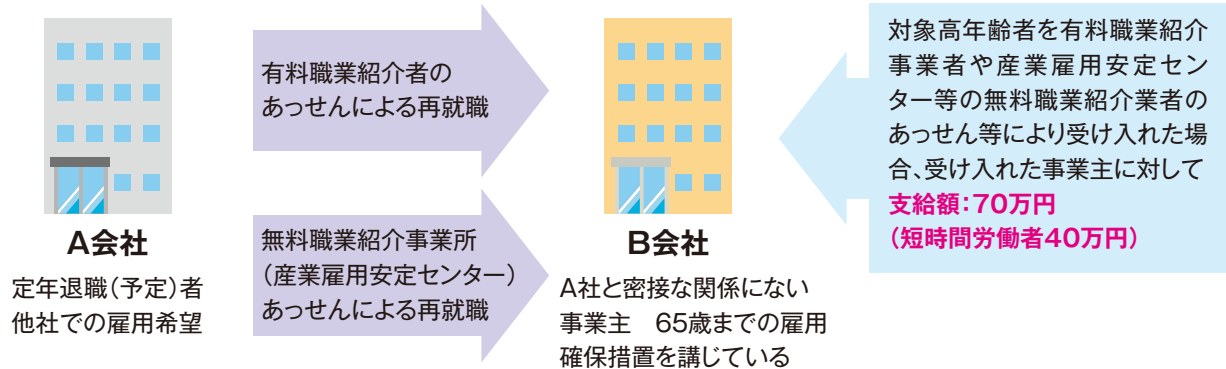 有料職業紹介者の
あっせんによる再就職
無料職業紹介事業所
（産業雇用安定センター）
あっせんによる再就職
A会社
定年退職（予定）者
他社での雇用希望
B会社
A社と密接な関係にない
事業主　65歳までの雇用
確保措置を講じている
対象高年齢者を有料職業紹介
事業者や産業雇用安定セン
ター等の無料職業紹介業者の
あっせん等により受け入れた場
合、受け入れた事業主に対して
支給額：70万円
（短時間労働者40万円）